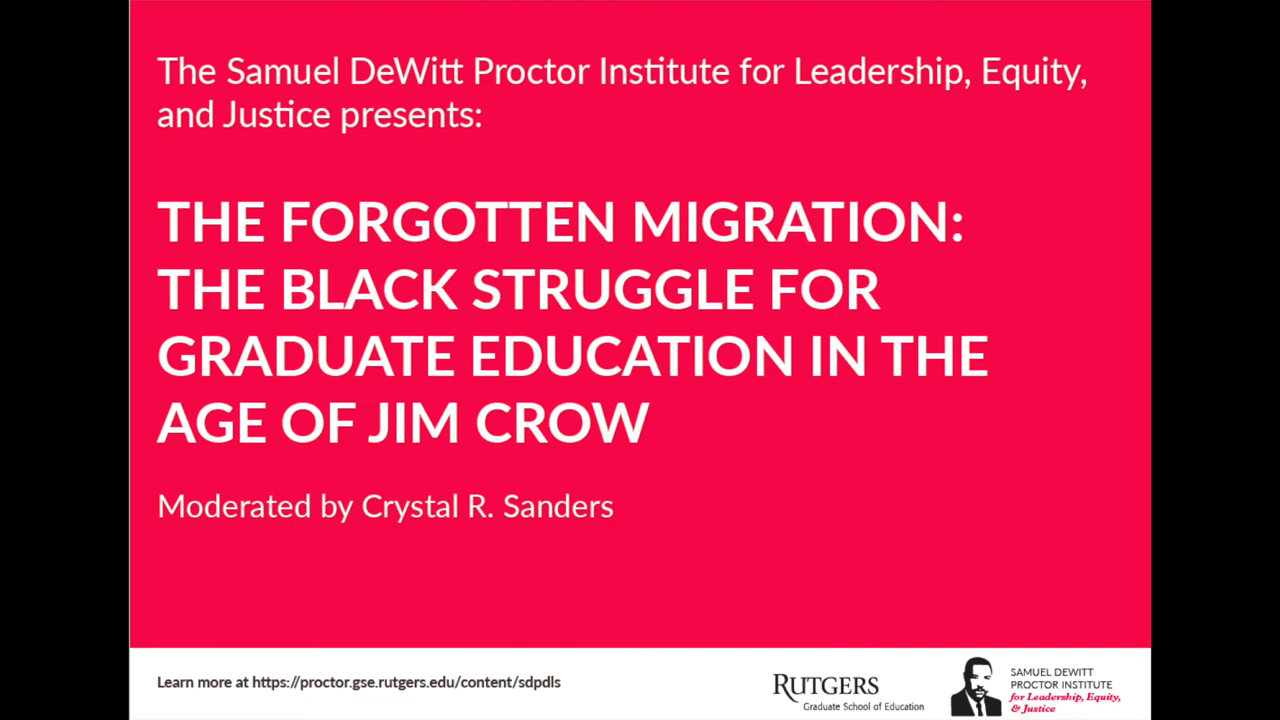 The Samuel DeWitt Proctor Institute for Leadership, Equity,
and Justice presents:
THE FORGOTTEN MIGRATION:
THE BLACK STRUGGLE FOR
GRADUATE EDUCATION IN THE
AGE OF JIM CROW
Moderated by Crystal R. Sanders
Learn more at https://proctor.gse.rutgers.edu/content/sdpdls
RUTGERS
Graduate School of Education
SAMUEL DEWITT
PROCTOR INSTITUTE
for Leadership, Equity,
& Justice